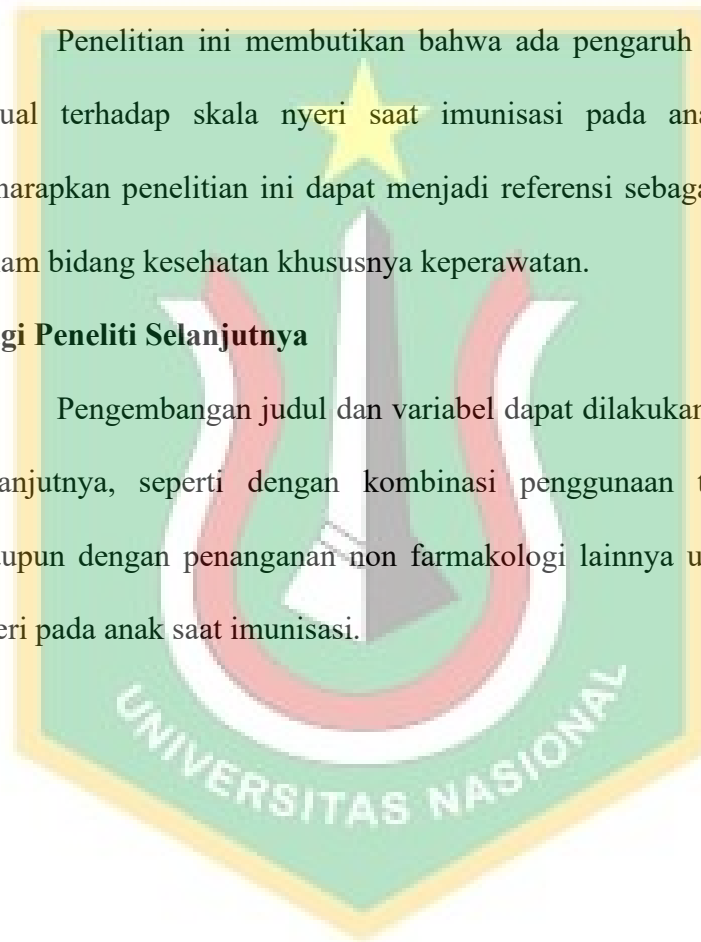 Penelitian ini membutikan bahwa ada pengaruh
ual terhadap skala nyeri saat imunisasi pada ana
harapkan penelitian ini dapat menjadi referensi sebaga
am bidang kesehatan khususnya keperawatan.
gi Peneliti Selanjutnya
Pengembangan judul dan variabel dapat dilakukan
anjutnya, seperti dengan kombinasi penggunaan t
upun dengan penanganan non farmakologi lainnya u
eri pada anak saat imunisasi.
UNIVERSITAS NASIONAL